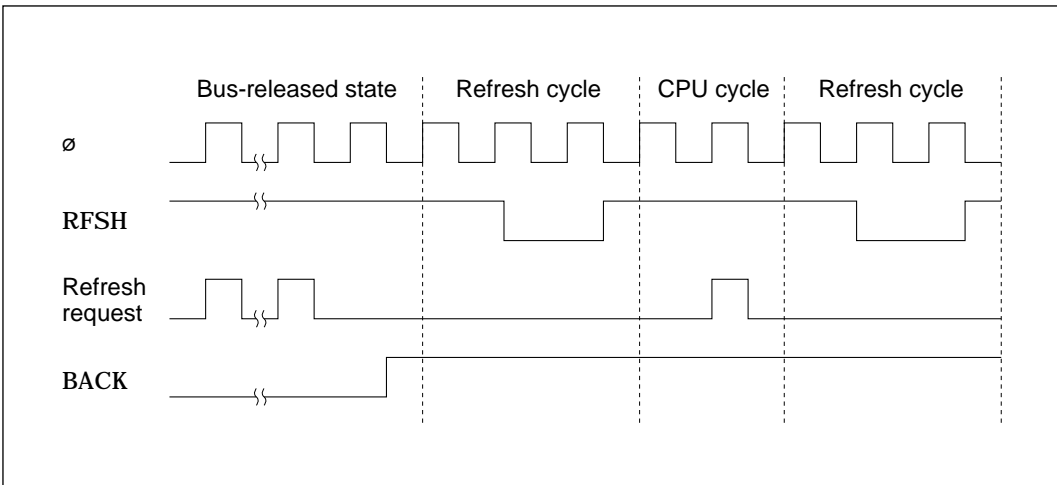 Bus-released state Refresh cycle CPU cycle Refresh cycle
ø
RFSH
Refresh
request
BACK